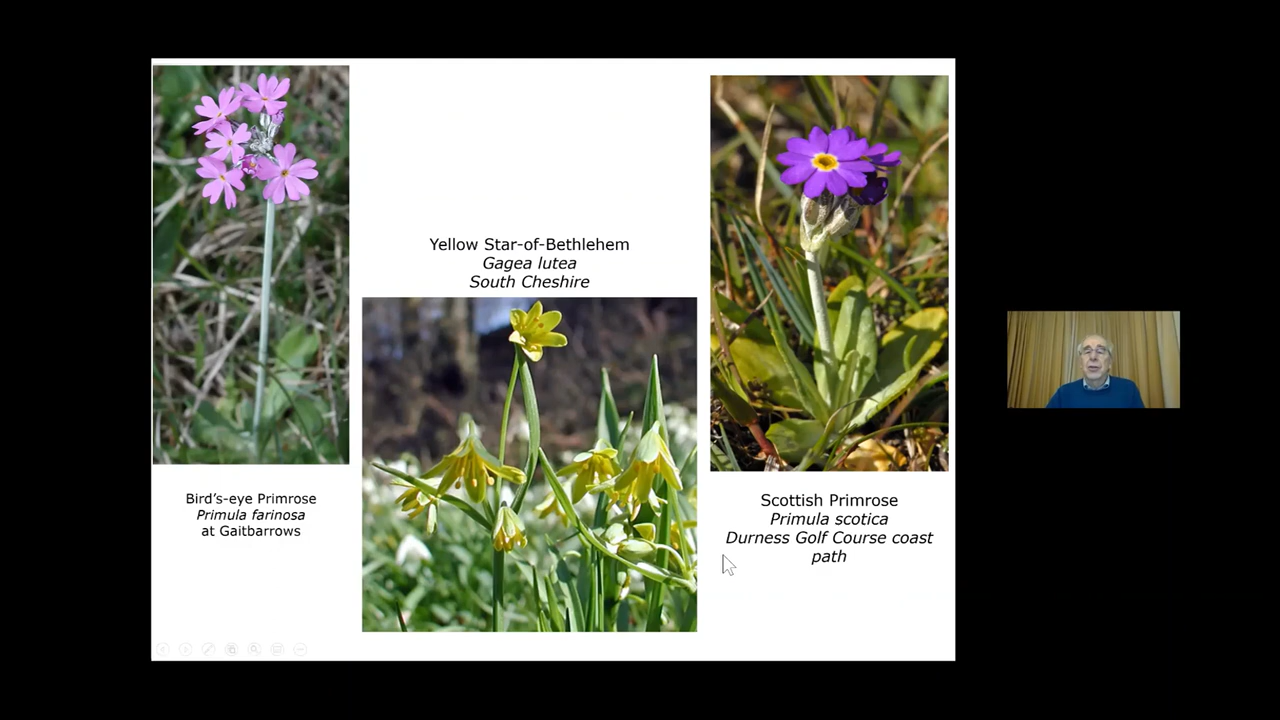 Yellow Star-of-Bethlehem
Gagea lutea
South Cheshire
Bird’s-eye Primrose
Primula farinosa
at Gaitbarrows
Scottish Primrose
Primula scotica
Durness Golf Course coast
path